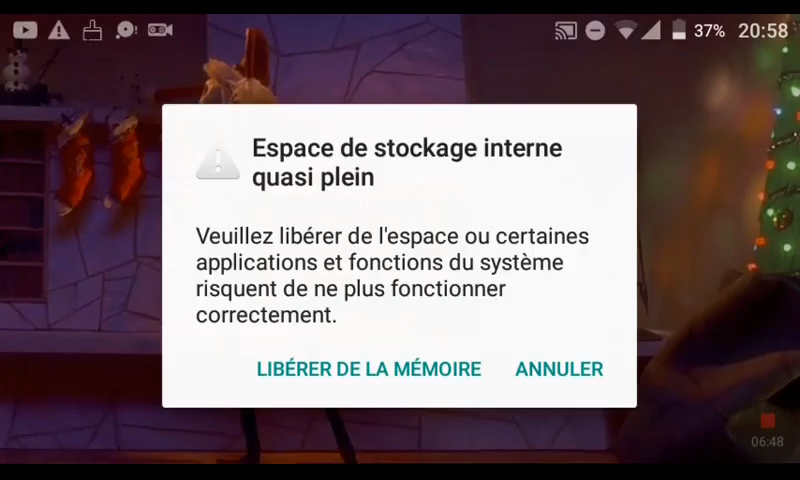 37% 20:58
Espace de stockage interne
quasi plein
Veuillez libérer de l'espace ou certaines
applications et fonctions du système
risquent de ne plus fonctionner
correctement.
LIBÉRER DE LA MÉMOIRE ANNULER
06:48